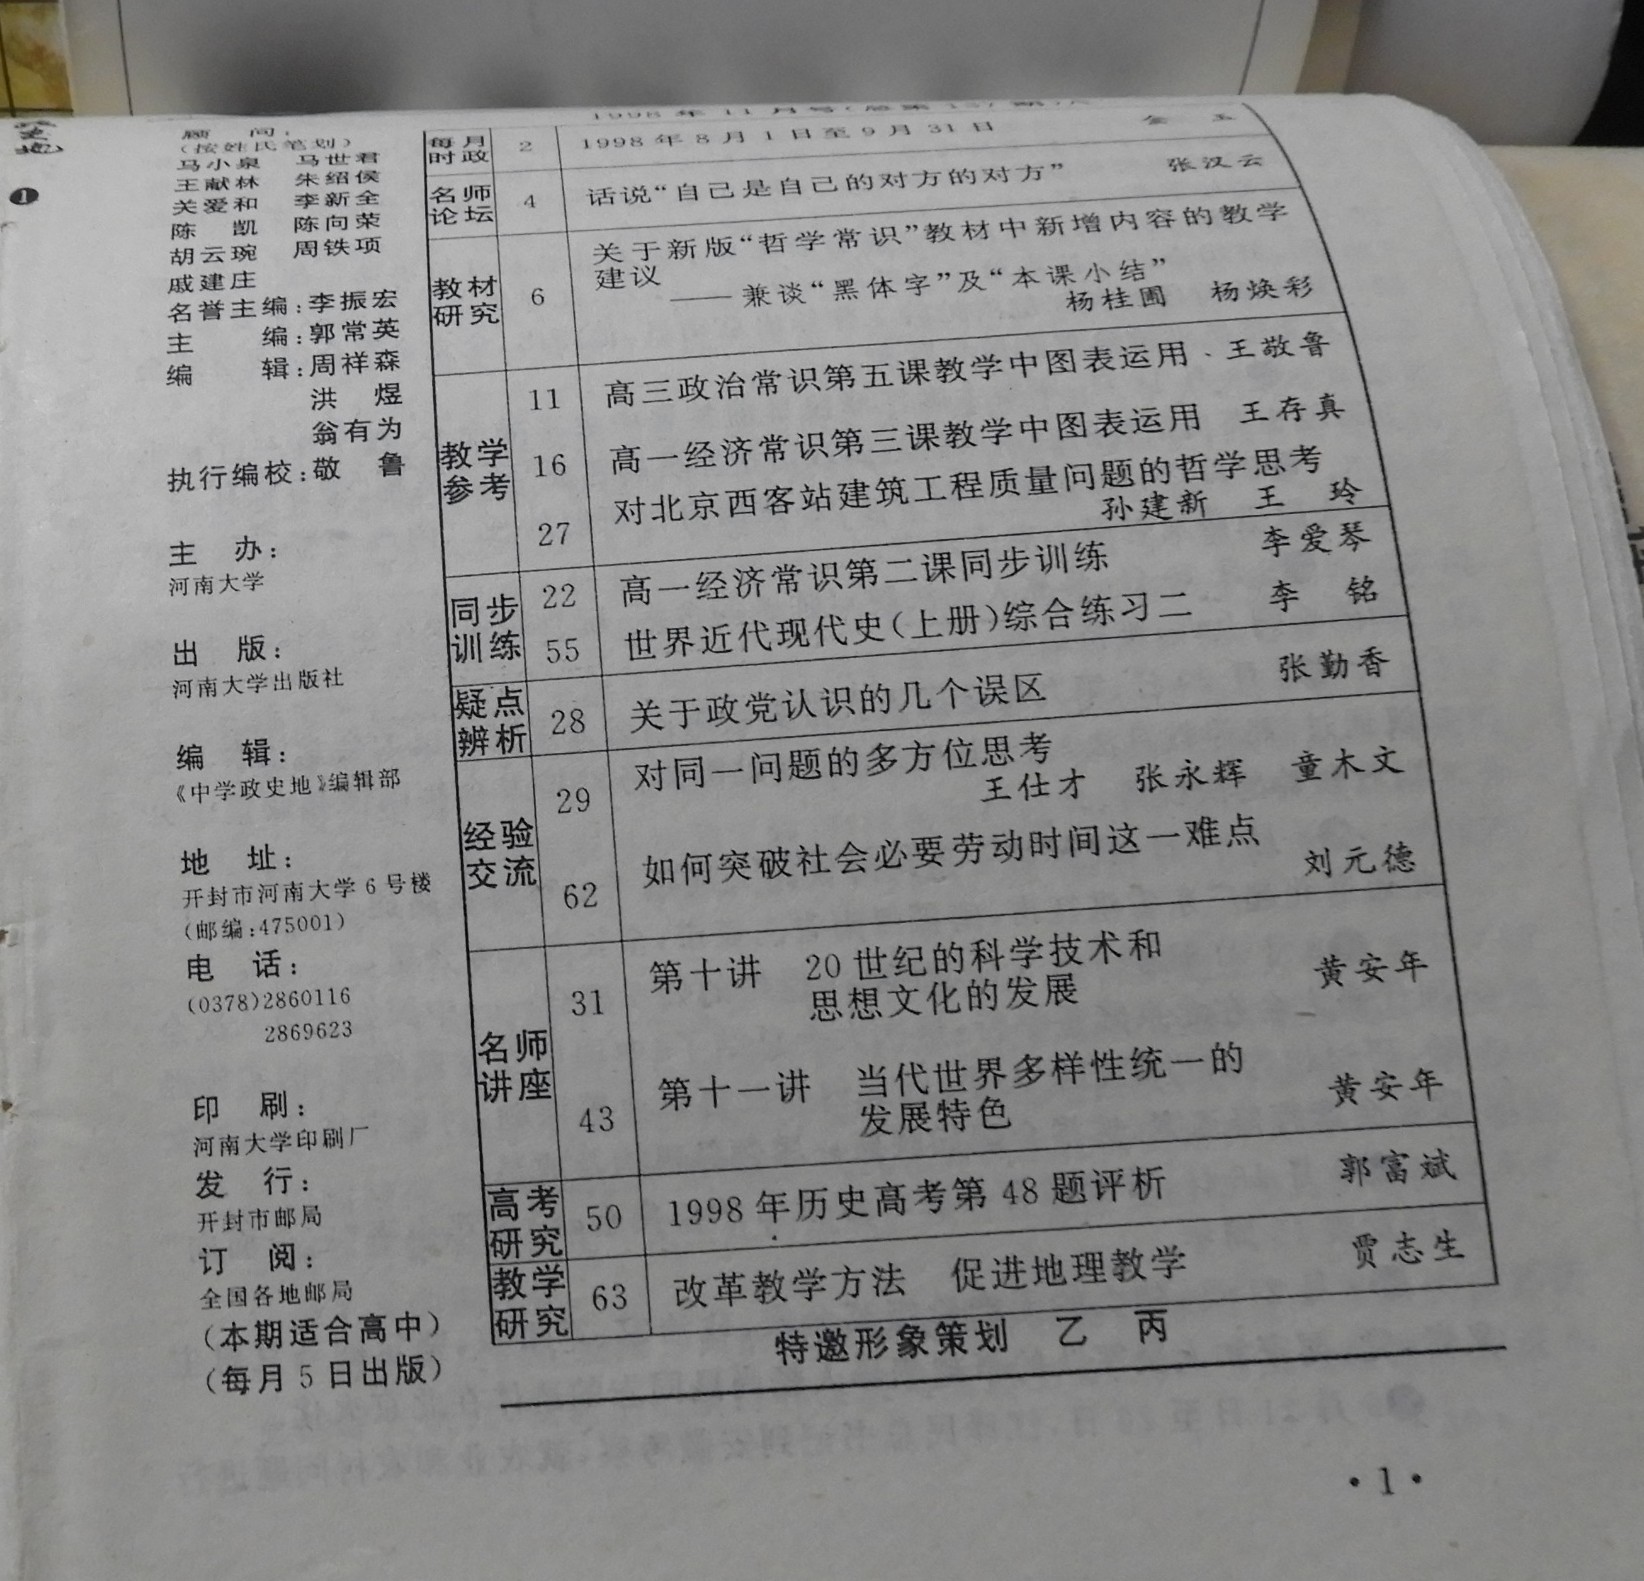 顾 问:
(按姓氏笔划)
马小泉 马世君
王献林 朱绍侯
关爱和 李新全
陈 凯 陈向荣
胡云琬 周铁项
戚建庄
名誉主编:李振宏
主 编:郭常英
编 辑:周祥森
洪 煜
翁有为
执行编校:敬 鲁
主 办:
河南大学
出 版:
河南大学出版社
编 辑:
《中学政史地》编辑部
地 址:
开封市河南大学6号楼
(邮编:475001)
电 话:
(0378)2860116
2869623
印 刷:
河南大学印刷厂
发 行:
开封市邮局
订 阅:
全国各地邮局
(本期适合高中)
(每月5日出版)
1998年11月号
每月
时政
2 1998年8月1日至9月31日 金 玉
名师
论坛
4 话说“自己是自己的对方的对方” 张汉云
教材
研究
6 关于新版“哲学常识”教材中新增内容的教学
建议
——兼谈“黑体字”及“本课小结”
杨桂圃 杨焕彩
教学
参考
11 高三政治常识第五课教学中图表运用 王敬鲁
16 高一经济常识第三课教学中图表运用 王存真
27 对北京西客站建筑工程质量问题的哲学思考
孙建新 王 玲
同步
训练
22 高一经济常识第二课同步训练 李爱琴
55 世界近代现代史(上册)综合练习二 李 铭
疑点
辨析
28 关于政党认识的几个误区 张勤香
经验
交流
29 对同一问题的多方位思考
王仕才 张永辉 童木文
62 如何突破社会必要劳动时间这一难点
刘元德
名师
讲座
31 第十讲 20世纪的科学技术和
思想文化的发展 黄安年
43 第十一讲 当代世界多样性统一的
发展特色 黄安年
高考
研究
50 1998年历史高考第48题评析 郭富斌
教学
研究
63 改革教学方法 促进地理教学 贾志生
特邀形象策划 乙 丙
·1·